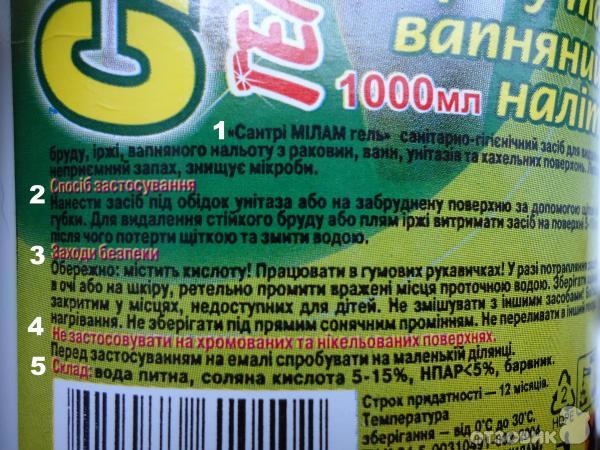 С
ГЕЛ
вапняний
1000мл наліт
1 «Сантрі МІЛАМ гель» санітарно-гігієнічний засіб для
бруду, іржі, вапняного нальоту з раковин, ванн, унітазів та кахельних поверхонь.
неприємний запах, знищує мікроби.
2 Спосіб застосування
Нанести засіб під обідок унітаза або на забруднену поверхню за допомогою
губки. Для видалення стійкого бруду або плям іржі витримати засіб на поверхні
після чого потерти щіткою та змити водою.
3 Заходи безпеки
Обережно: містить кислоту! Працювати в гумових рукавичках! У разі потрапляння
в очі або на шкіру, ретельно промити вражені місця проточною водою. Зберігати
закритим у місцях, недоступних для дітей. Не змішувати з іншими засобами!
нагрівання. Не зберігати під прямим сонячним промінням. Не переливати в
4 Не застосовувати на хромованих та нікельованих поверхнях.
Перед застосуванням на емалі спробувати на маленькій ділянці.
5 Склад: вода питна, соляна кислота 5-15%, НПАР<5%, барвник.
Строк придатності — 12 місяців.
Температура
зберігання – від 0°С до 30°С.
2
HDPE
отзовик